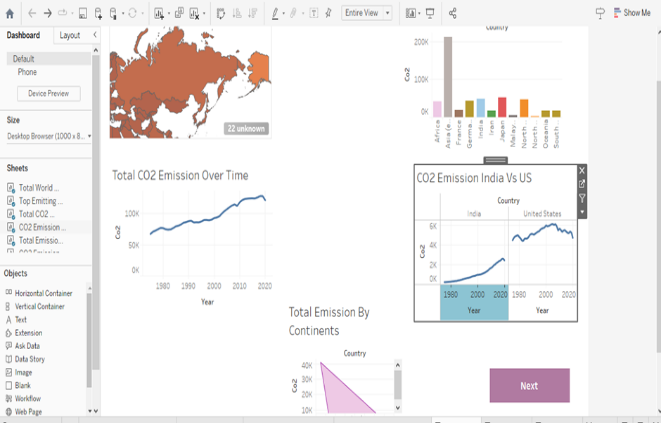 Entire View
Show Me
Dashboard
Layout
Default
Phone
Device Preview
Size
Desktop Browser (1000 x 8...
Sheets
Total World ...
Top Emitting ...
Total CO2 ...
CO2 Emission ...
Total Emissio...
Objects
Horizontal Container
Vertical Container
Text
Extension
Ask Data
Data Story
Image
Blank
Workflow
Web Page
22 unknown
Country
200K
100K
0K
Co2
Africa
Asia (e..
France
Germa..
India
Iran
Japan
Malay..
North ..
North ..
Oceania
South ..
Total CO2 Emission Over Time
100K
50K
0K
Co2
1980 1990 2000 2010 2020
Year
CO2 Emission India Vs US
Country
India United States
6K
4K
2K
0K
Co2
1980 2000 2020 1980 2000 2020
Year Year
Total Emission By
Continents
Country
40K
30K
20K
10K
Co2
Next